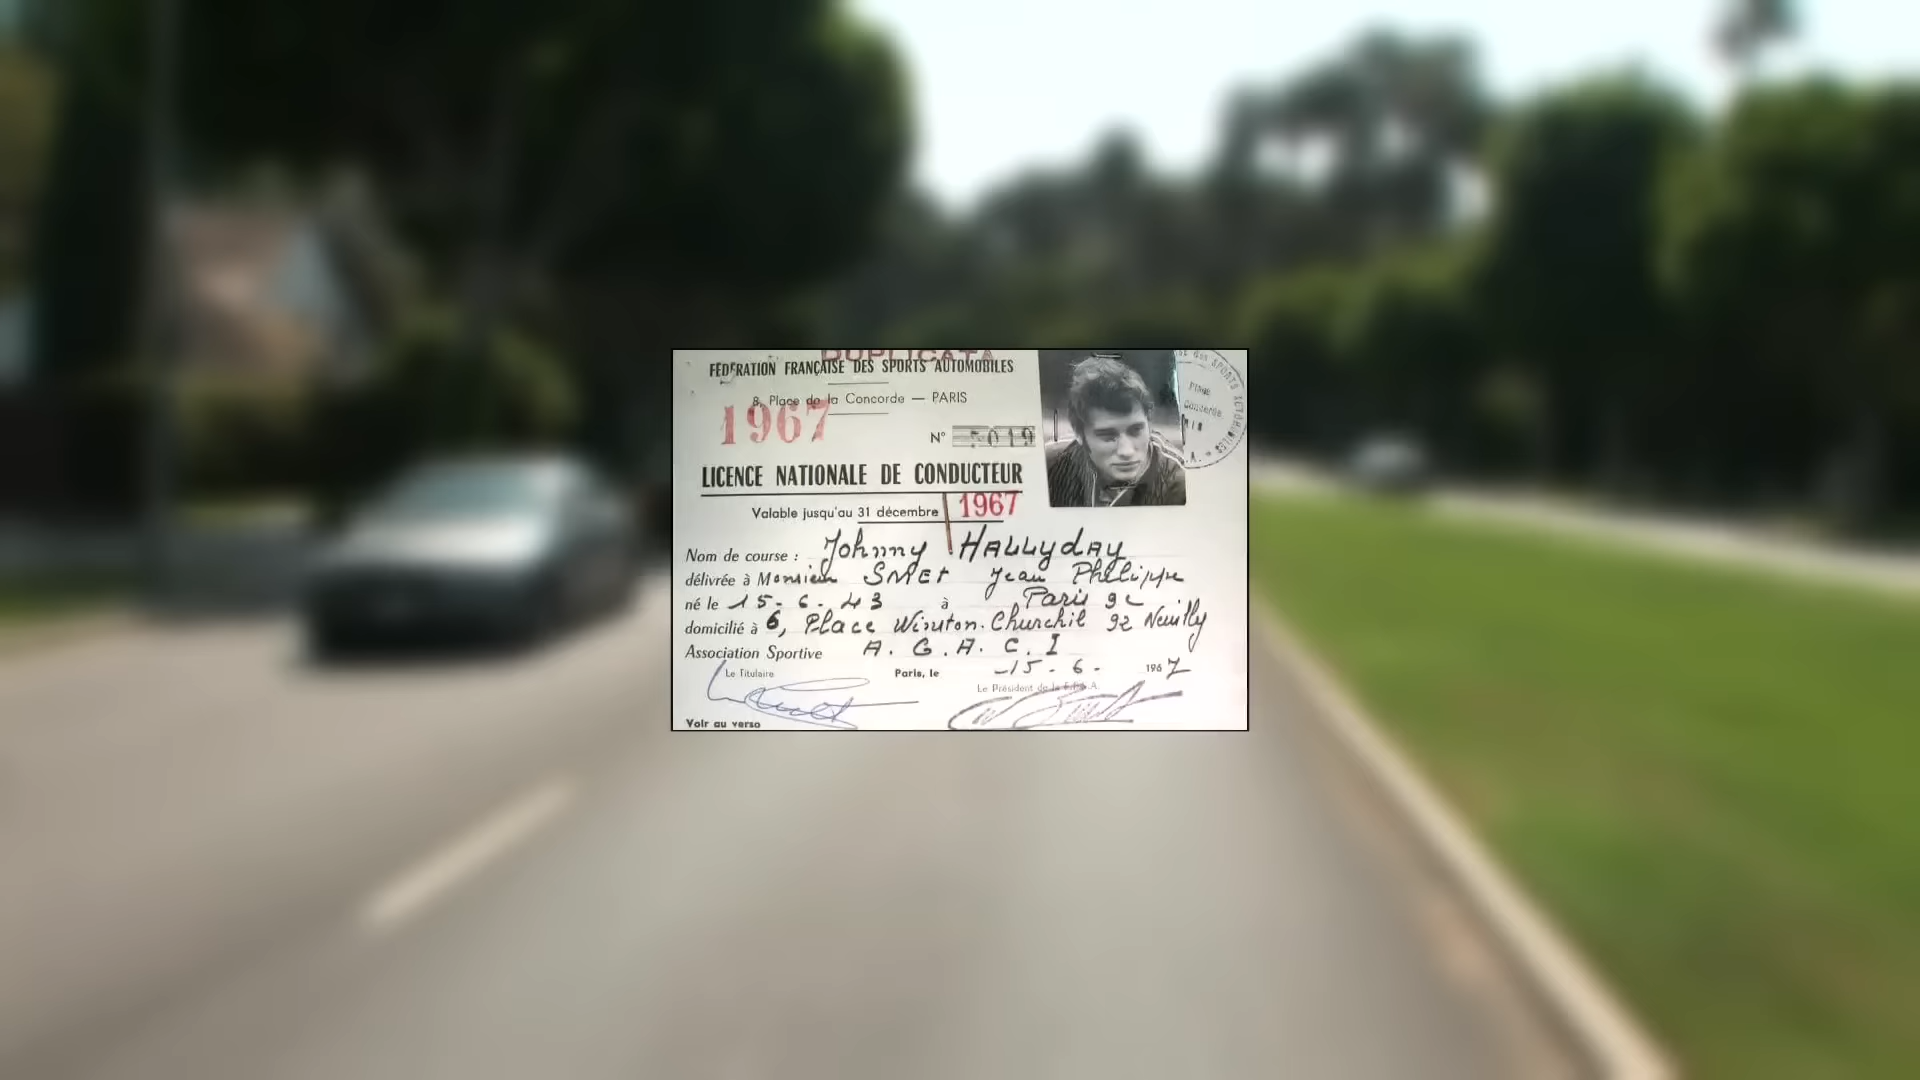 DUPLICATA
FÉDÉRATION FRANÇAISE DES SPORTS AUTOMOBILES
8, Place de la Concorde — PARIS
1967
N° 5019
LICENCE NATIONALE DE CONDUCTEUR
Valable jusqu'au 31 décembre 1967
Nom de course : Johnny HALLYdAY
délivrée à Monsieur SMEt Jean Philippe
né le 15-6-43 à Paris 9e
domicilié à 6, Place Winston. Churchil 92 Neuilly
Association Sportive A. G. A. C. I
Le Titulaire Paris, le -15-6- 1967
Le Président de la F.F.S.A.
Voir au verso